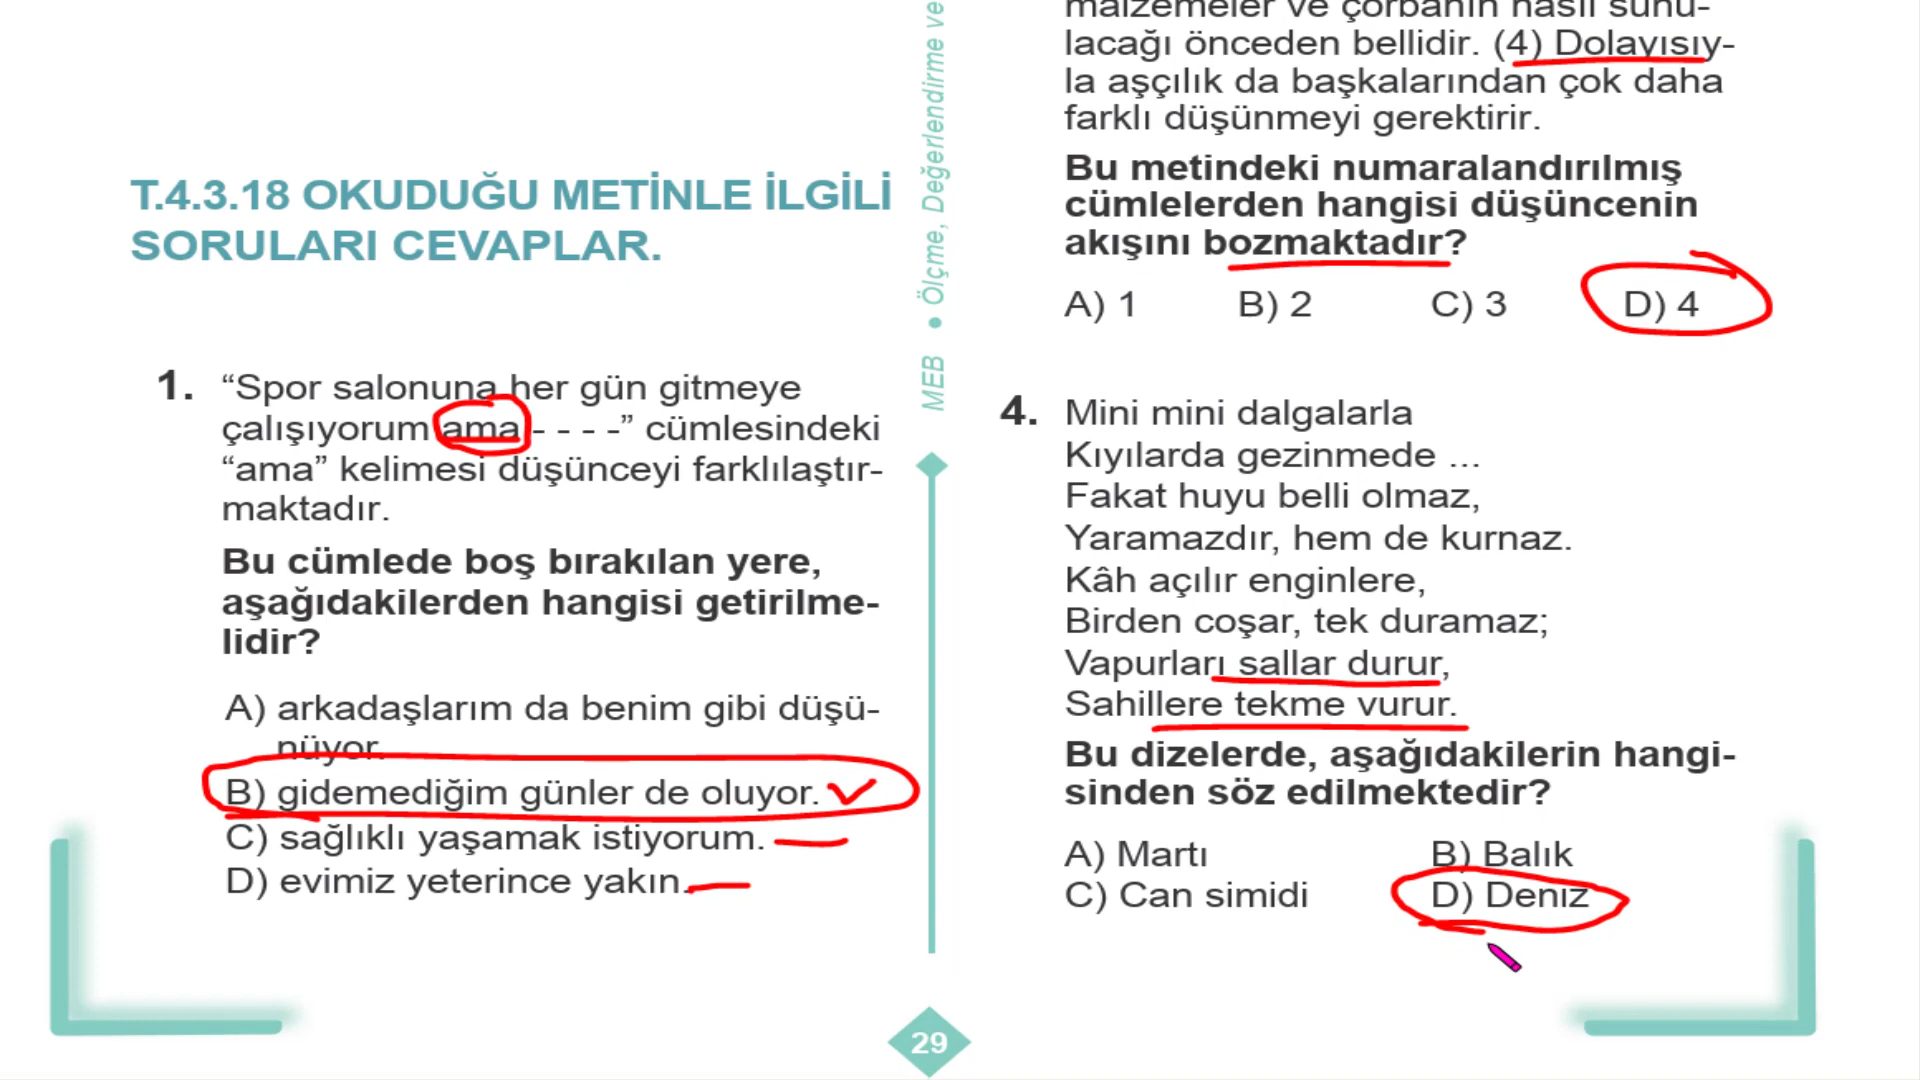 T.4.3.18 OKUDUĞU METİNLE İLGİLİ
SORULARI CEVAPLAR.
1. “Spor salonuna her gün gitmeye
çalışıyorum ama - - - -” cümlesindeki
“ama” kelimesi düşünceyi farklılaştır-
maktadır.
Bu cümlede boş bırakılan yere,
aşağıdakilerden hangisi getirilme-
lidir?
A) arkadaşlarım da benim gibi düşü-
nüyor.
B) gidemediğim günler de oluyor.
C) sağlıklı yaşamak istiyorum.
D) evimiz yeterince yakın.
MEB ● Ölçme, Değerlendirme ve
malzemeler ve çorbanın nasıl sunu-
lacağı önceden bellidir. (4) Dolayısıy-
la aşçılık da başkalarından çok daha
farklı düşünmeyi gerektirir.
Bu metindeki numaralandırılmış
cümlelerden hangisi düşüncenin
akışını bozmaktadır?
A) 1 B) 2 C) 3 D) 4
4. Mini mini dalgalarla
Kıyılarda gezinmede ...
Fakat huyu belli olmaz,
Yaramazdır, hem de kurnaz.
Kâh açılır enginlere,
Birden coşar, tek duramaz;
Vapurları sallar durur,
Sahillere tekme vurur.
Bu dizelerde, aşağıdakilerin hangi-
sinden söz edilmektedir?
A) Martı B) Balık
C) Can simidi D) Deniz
29